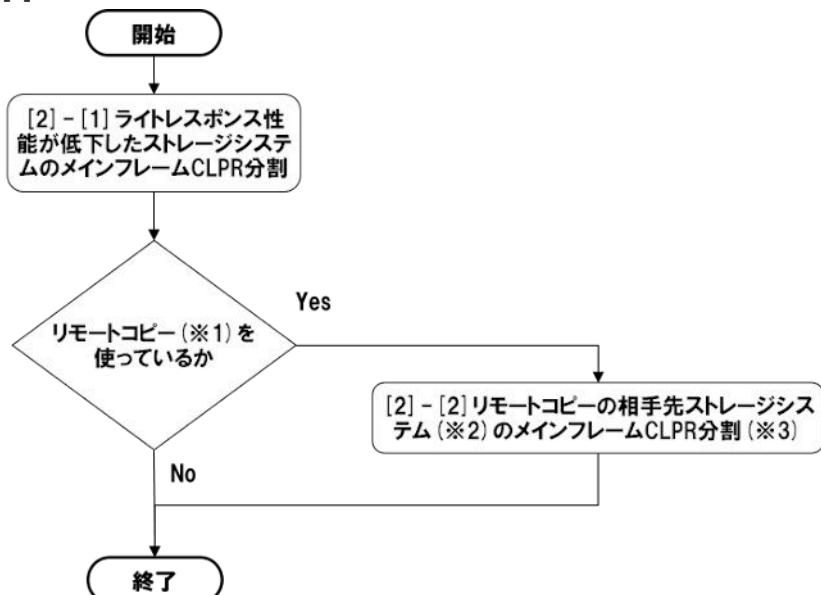 開始
[2] - [1] ライトレスポンス性
能が低下したストレージシステ
ムのメインフレームCLPR分割
リモートコピー(※1)を
使っているか
Yes
[2] - [2] リモートコピーの相手先ストレージシス
テム(※2)のメインフレームCLPR分割(※3)
No
終了